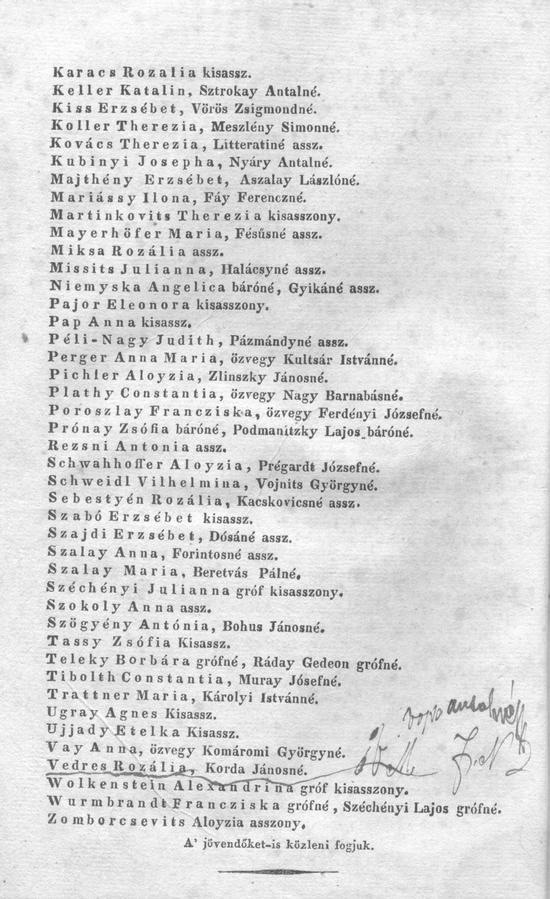 Karacs Rozalia kisassz.
Keller Katalin, Sztrokay Antalné.
Kiss Erzsébet, Vörös Zsigmondné.
Koller Therezia, Meszlény Simonné.
Kovács Therezia, Litteratiné assz.
Kubinyi Josepha, Nyáry Antalné.
Majthény Erzsébet, Aszalay Lászlóné.
Mariássy Ilona, Fáy Ferenczné.
Martinkovits Therezia kisasszony.
Mayerhöfer Maria, Fésűsné assz.
Miksa Rozália assz.
Missits Julianna, Halácsyné assz.
Niemyska Angelica báróné, Gyikáné assz.
Pajor Eleonora kisasszony.
Pap Anna kisassz.
Péli-Nagy Judith, Pázmándyné assz.
Perger Anna Maria, özvegy Kultsár Istvánné.
Pichler Aloyzia, Zlinszky Jánosné.
Plathy Constantia, özvegy Nagy Barnabásné.
Poroszlay Francziska, özvegy Ferdényi Józsefné.
Prónay Zsófia báróné, Podmanitzky Lajos báróné.
Rezsni Antonia assz.
Schwahhoffer Aloyzia, Prégardt Józsefné.
Schweidl Vilhelmina, Vojnits Györgyné.
Sebestyén Rozália, Kacskovicsné assz.
Szabó Erzsébet kisassz.
Szajdi Erzsébet, Dósáné assz.
Szalay Anna, Forintosné assz.
Szalay Maria, Beretvás Pálné.
Széchényi Julianna gróf kisasszony.
Szokoly Anna assz.
Szögyény Antónia, Bohus Jánosné.
Tassy Zsófia Kisassz.
Teleky Borbára grófné, Ráday Gedeon grófné.
Tibolth Constantia, Muray Jósefné.
Trattner Maria, Károlyi Istvánné.
Ugray Agnes Kisassz.
Ujjady Etelka Kisassz.
Vay Anna, özvegy Komáromi Györgyné.
Vedres Rozália, Korda Jánosné.
Wolkenstein Alexandrina gróf kisasszony.
Wurmbrandt Francziska grófné, Széchényi Lajos grófné.
Zomborcsevits Aloyzia asszony.
A' jövendőket-is közleni fogjuk.